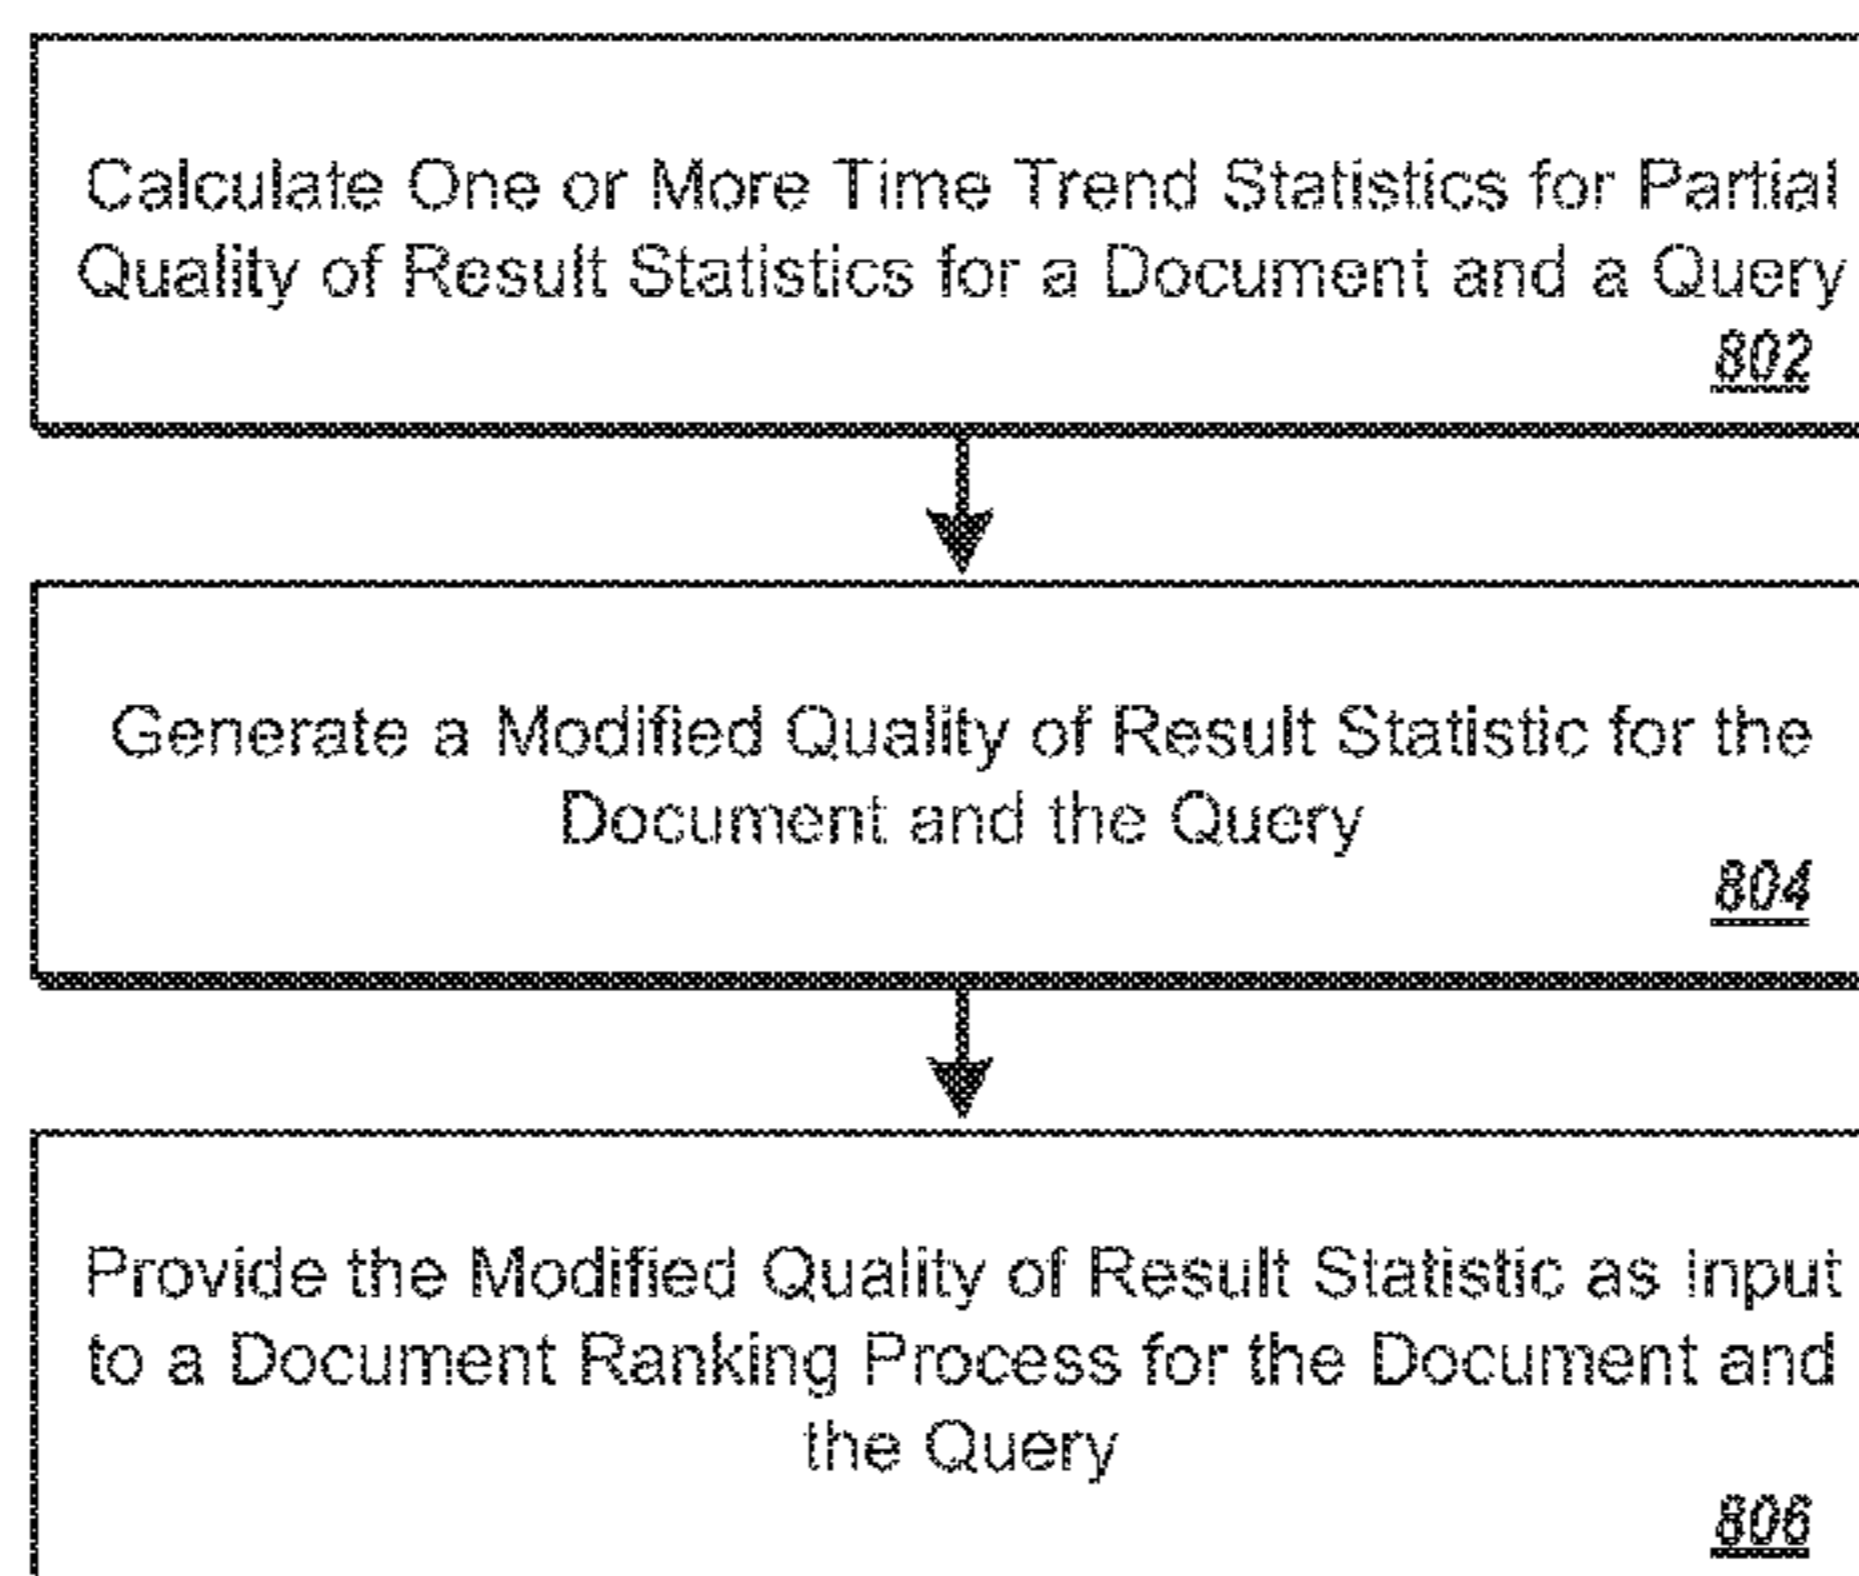 Calculate One or More Time Trend Statistics for Partial
Quality of Result Statistics for a Document and a Query
802
Generate a Modified Quality of Result Statistic for the
Document and the Query
804
Provide the Modified Quality of Result Statistic as Input
to a Document Ranking Process for the Document and
the Query
806